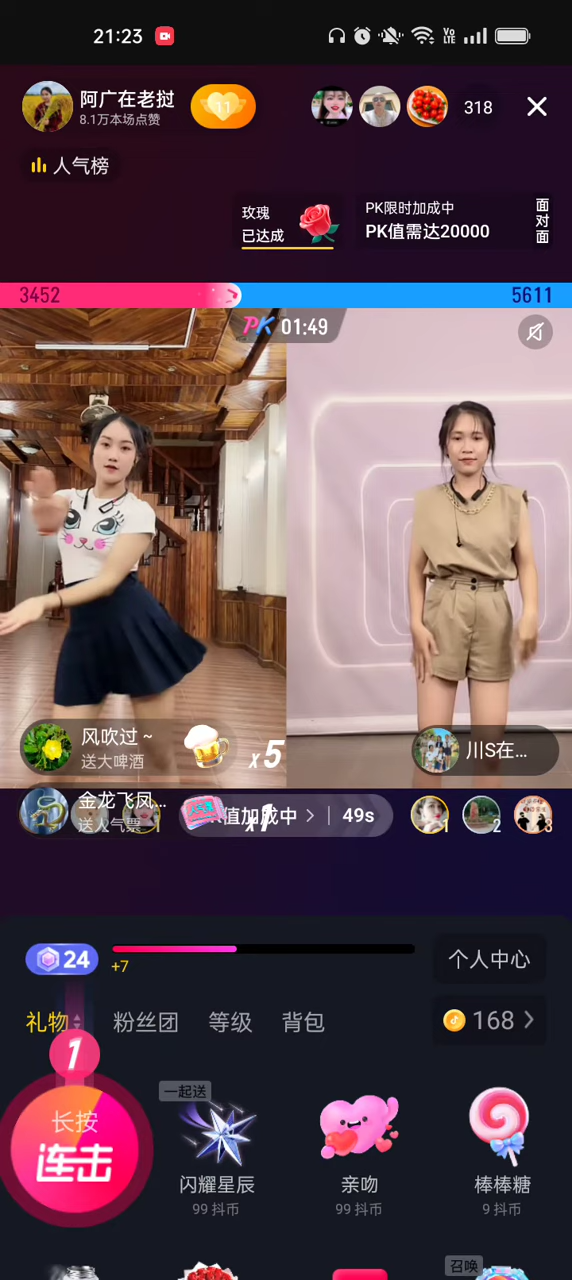 21:23
Vo
LTE
阿广在老挝
8.1万本场点赞
11
318
人气榜
玫瑰
已达成
PK限时加成中
PK值需达20000
面对面
3452
5611
PK 01:49
风吹过 ~
送大啤酒
x5
川S在...
金龙飞凤...
送人气票
x1
值加成中
49s
1
1
2
3
24
+7
个人中心
礼物
粉丝团
等级
背包
168
1
长按
连击
一起送
闪耀星辰
99 抖币
亲吻
99 抖币
棒棒糖
9 抖币
召唤